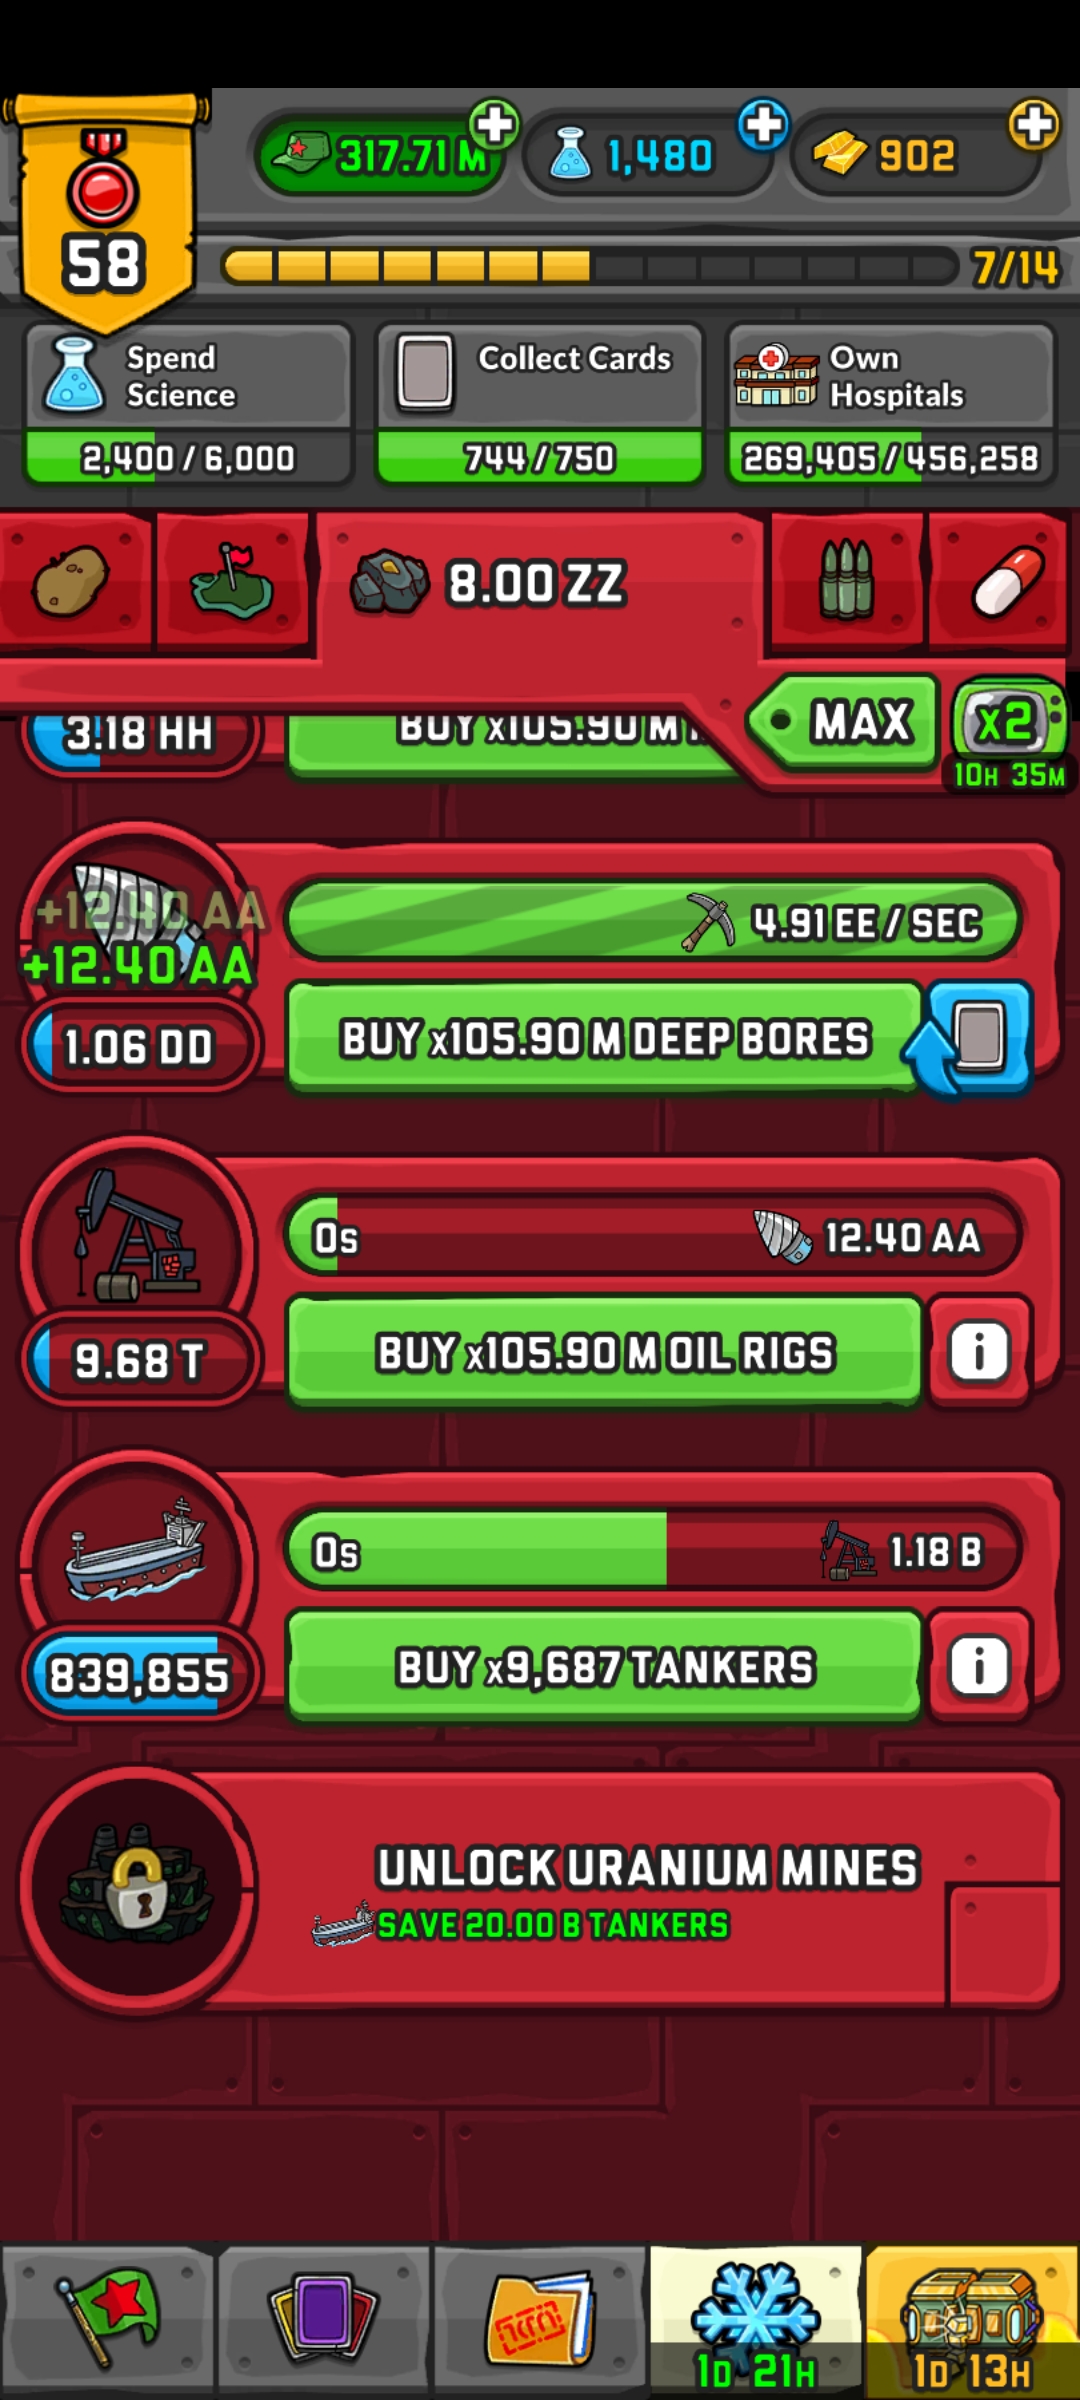 317.71 M
1,480
902
58
7/14
Spend
Science
2,400 / 6,000
Collect Cards
744 / 750
Own
Hospitals
269,405 / 456,258
8.00 ZZ
MAX
x2
10H 35M
3.18 HH
BUY x105.90 M
+12.40 AA
+12.40 AA
4.91 EE / SEC
1.06 DD
BUY x105.90 M DEEP BORES
0s
12.40 AA
9.68 T
BUY x105.90 M OIL RIGS
i
0s
1.18 B
839,855
BUY x9,687 TANKERS
i
UNLOCK URANIUM MINES
SAVE 20.00 B TANKERS
1D 21H
1D 13H